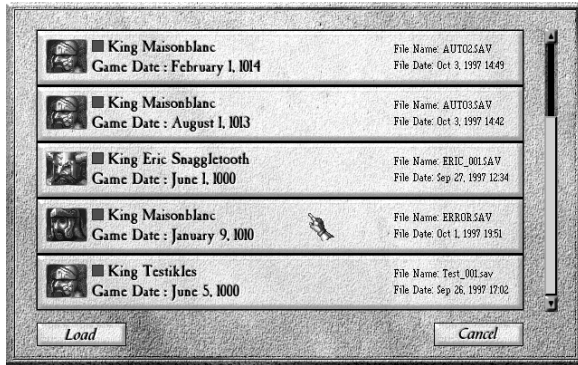 King Maisonblanc
Game Date : February 1, 1014
File Name: AUTO2.SAV
File Date: Oct 3, 1997 14:49
King Maisonblanc
Game Date : August 1, 1013
File Name: AUTO3.SAV
File Date: Oct 3, 1997 14:42
King Eric Snaggletooth
Game Date : June 1, 1000
File Name: ERIC_001.SAV
File Date: Sep 27, 1997 12:34
King Maisonblanc
Game Date : January 9, 1010
File Name: ERROR.SAV
File Date: Oct 1, 1997 19:51
King Testikles
Game Date : June 5, 1000
File Name: Test_001.sav
File Date: Sep 26, 1997 17:02
Load
Cancel